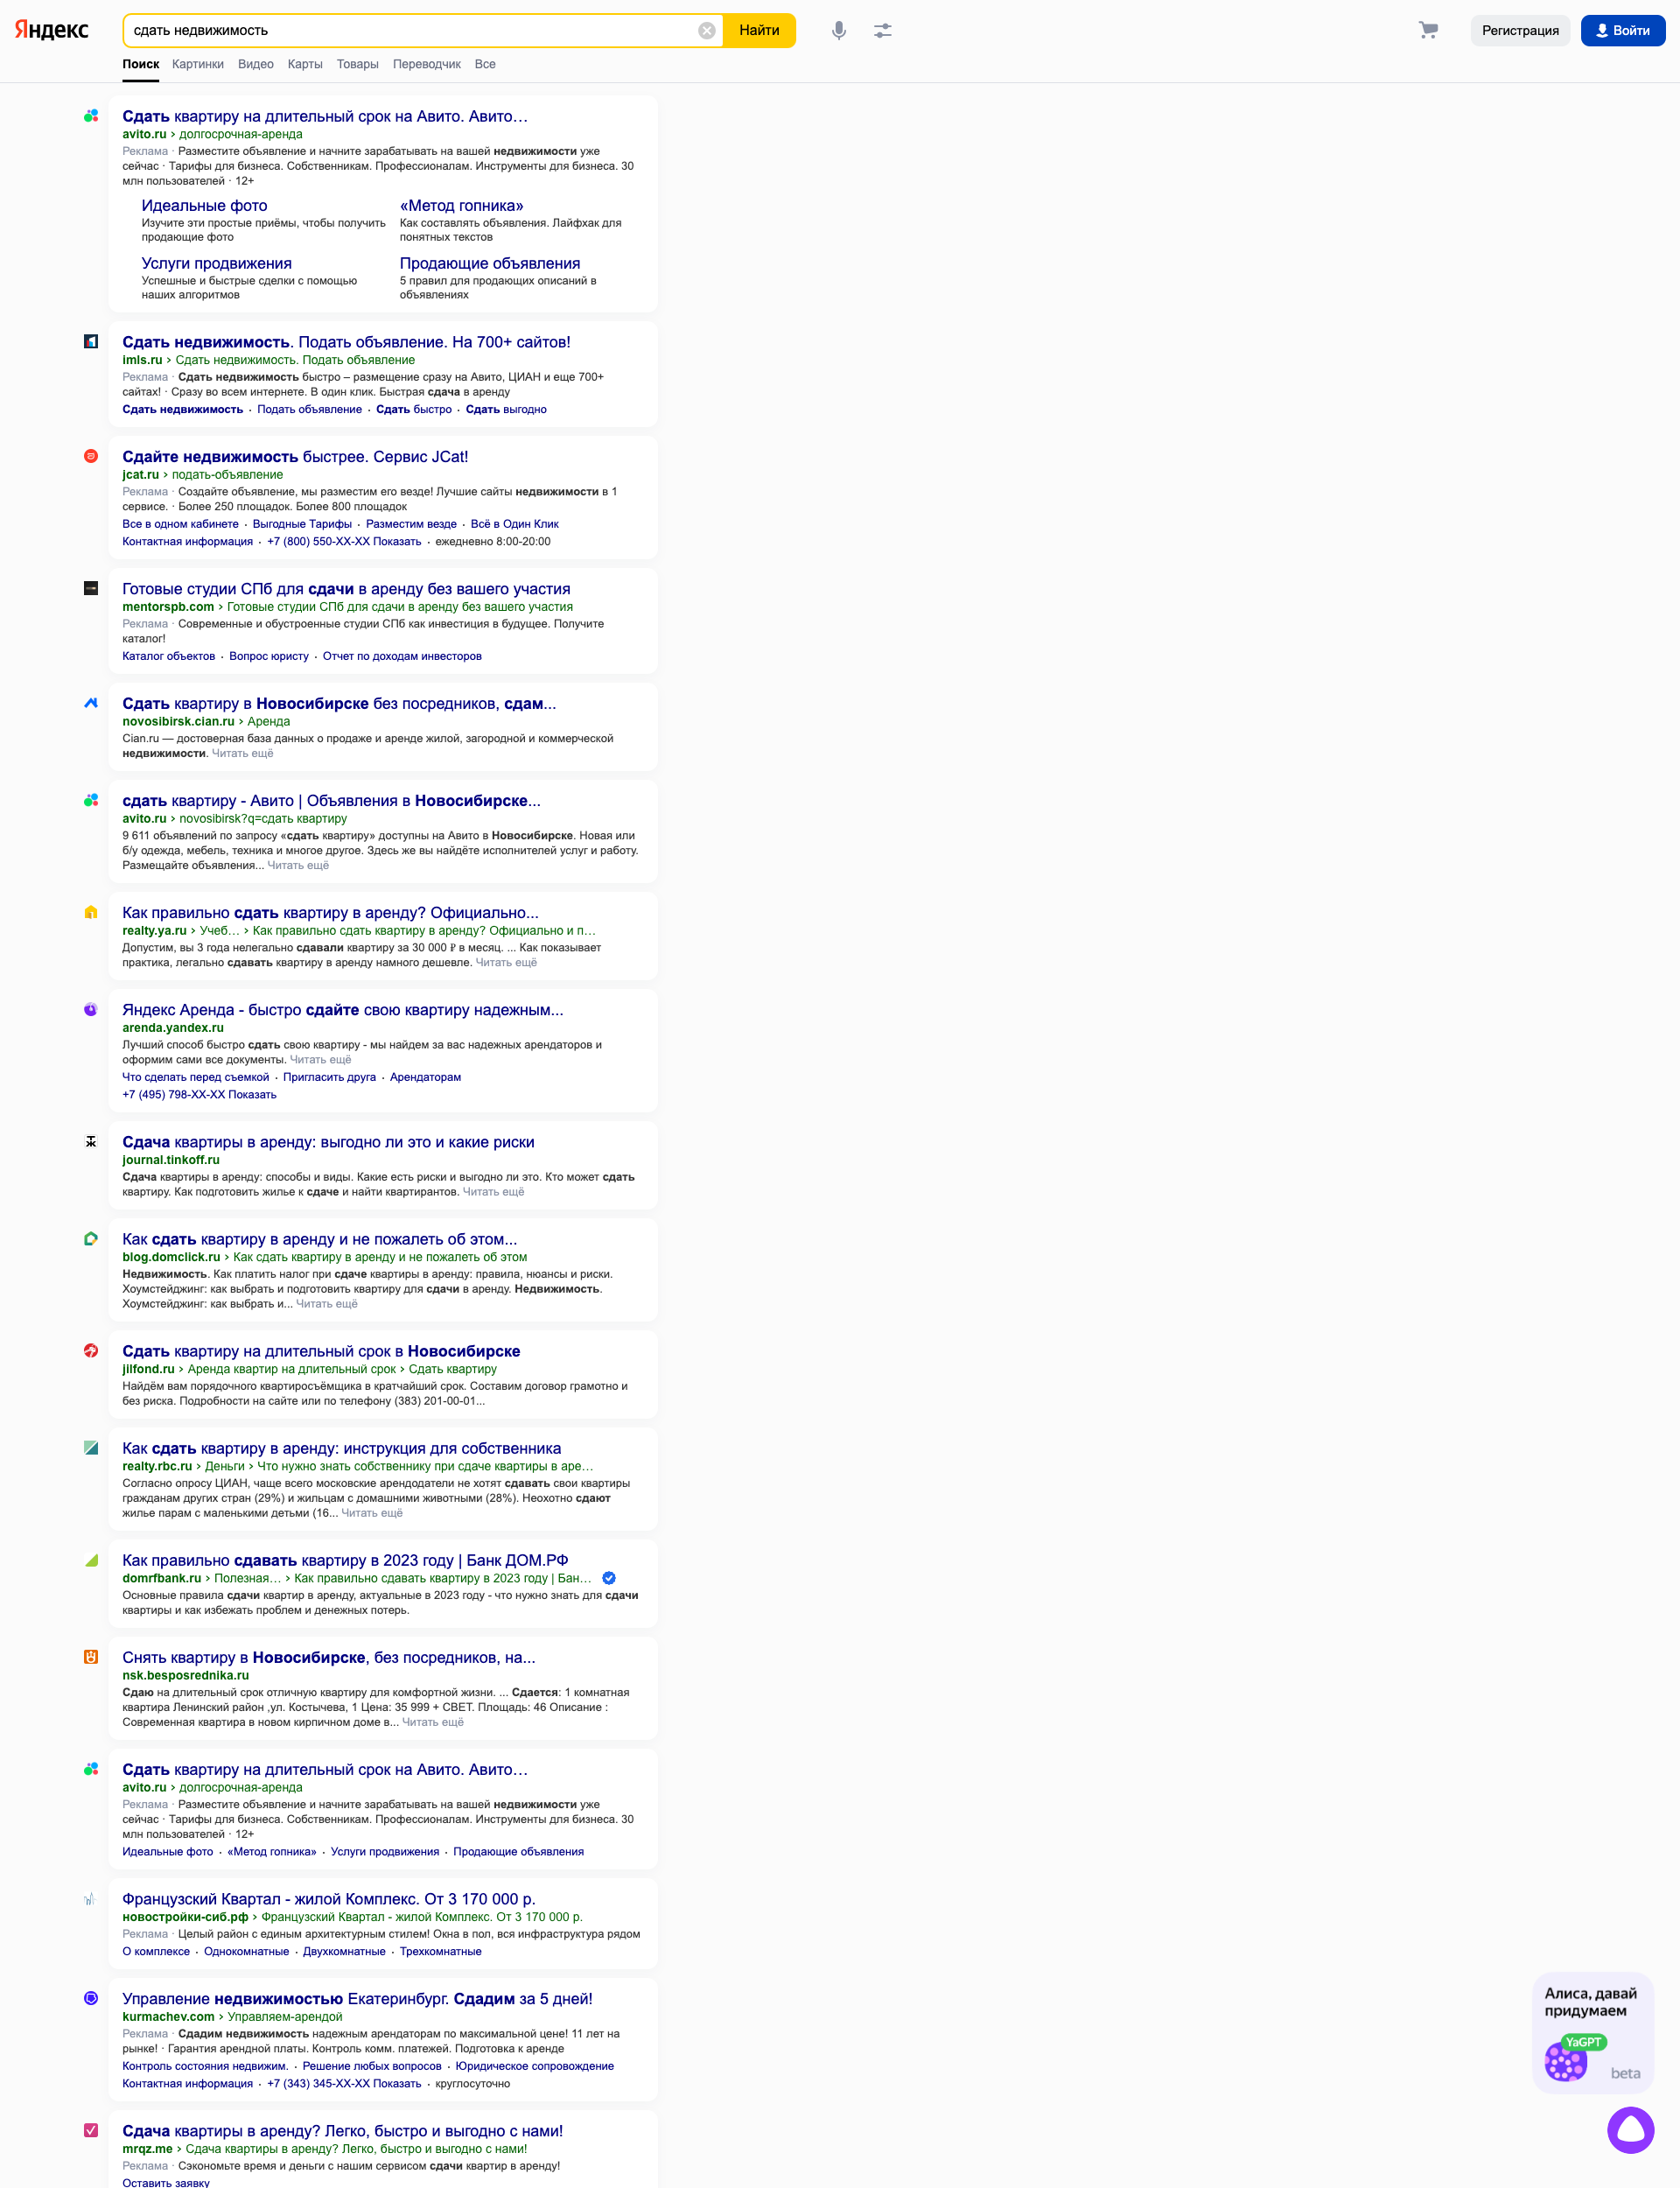 Яндекс
сдать недвижимость
Найти
Регистрация
Войти
Поиск Картинки Видео Карты Товары Переводчик Все
Сдать квартиру на длительный срок на Авито. Авито…
avito.ru › долгосрочная-аренда
Реклама · Разместите объявление и начните зарабатывать на вашей недвижимости уже
сейчас · Тарифы для бизнеса. Собственникам. Профессионалам. Инструменты для бизнеса. 30
млн пользователей · 12+
Идеальные фото
Изучите эти простые приёмы, чтобы получить
продающие фото
«Метод гопника»
Как составлять объявления. Лайфхак для
понятных текстов
Услуги продвижения
Успешные и быстрые сделки с помощью
наших алгоритмов
Продающие объявления
5 правил для продающих описаний в
объявлениях
Сдать недвижимость. Подать объявление. На 700+ сайтов!
imls.ru › Сдать недвижимость. Подать объявление
Реклама · Сдать недвижимость быстро – размещение сразу на Авито, ЦИАН и еще 700+
сайтах! · Сразу во всем интернете. В один клик. Быстрая сдача в аренду
Сдать недвижимость · Подать объявление · Сдать быстро · Сдать выгодно
Сдайте недвижимость быстрее. Сервис JCat!
jcat.ru › подать-объявление
Реклама · Создайте объявление, мы разместим его везде! Лучшие сайты недвижимости в 1
сервисе. · Более 250 площадок. Более 800 площадок
Все в одном кабинете · Выгодные Тарифы · Разместим везде · Всё в Один Клик
Контактная информация · +7 (800) 550-XX-XX Показать · ежедневно 8:00-20:00
Готовые студии СПб для сдачи в аренду без вашего участия
mentorspb.com › Готовые студии СПб для сдачи в аренду без вашего участия
Реклама · Современные и обустроенные студии СПб как инвестиция в будущее. Получите
каталог!
Каталог объектов · Вопрос юристу · Отчет по доходам инвесторов
Сдать квартиру в Новосибирске без посредников, сдам...
novosibirsk.cian.ru › Аренда
Cian.ru — достоверная база данных о продаже и аренде жилой, загородной и коммерческой
недвижимости. Читать ещё
сдать квартиру - Авито | Объявления в Новосибирске...
avito.ru › novosibirsk?q=сдать квартиру
9 611 объявлений по запросу «сдать квартиру» доступны на Авито в Новосибирске. Новая или
б/у одежда, мебель, техника и многое другое. Здесь же вы найдёте исполнителей услуг и работу.
Размещайте объявления... Читать ещё
Как правильно сдать квартиру в аренду? Официально...
realty.ya.ru › Учеб… › Как правильно сдать квартиру в аренду? Официально и п…
Допустим, вы 3 года нелегально сдавали квартиру за 30 000 ₽ в месяц. ... Как показывает
практика, легально сдавать квартиру в аренду намного дешевле. Читать ещё
Яндекс Аренда - быстро сдайте свою квартиру надежным...
arenda.yandex.ru
Лучший способ быстро сдать свою квартиру - мы найдем за вас надежных арендаторов и
оформим сами все документы. Читать ещё
Что сделать перед съемкой · Пригласить друга · Арендаторам
+7 (495) 798-XX-XX Показать
Сдача квартиры в аренду: выгодно ли это и какие риски
journal.tinkoff.ru
Сдача квартиры в аренду: способы и виды. Какие есть риски и выгодно ли это. Кто может сдать
квартиру. Как подготовить жилье к сдаче и найти квартирантов. Читать ещё
Как сдать квартиру в аренду и не пожалеть об этом...
blog.domclick.ru › Как сдать квартиру в аренду и не пожалеть об этом
Недвижимость. Как платить налог при сдаче квартиры в аренду: правила, нюансы и риски.
Хоумстейджинг: как выбрать и подготовить квартиру для сдачи в аренду. Недвижимость.
Хоумстейджинг: как выбрать и... Читать ещё
Сдать квартиру на длительный срок в Новосибирске
jilfond.ru › Аренда квартир на длительный срок › Сдать квартиру
Найдём вам порядочного квартиросъёмщика в кратчайший срок. Составим договор грамотно и
без риска. Подробности на сайте или по телефону (383) 201-00-01...
Как сдать квартиру в аренду: инструкция для собственника
realty.rbc.ru › Деньги › Что нужно знать собственнику при сдаче квартиры в аре…
Согласно опросу ЦИАН, чаще всего московские арендодатели не хотят сдавать свои квартиры
гражданам других стран (29%) и жильцам с домашними животными (28%). Неохотно сдают
жилье парам с маленькими детьми (16... Читать ещё
Как правильно сдавать квартиру в 2023 году | Банк ДОМ.РФ
domrfbank.ru › Полезная… › Как правильно сдавать квартиру в 2023 году | Бан…
Основные правила сдачи квартир в аренду, актуальные в 2023 году - что нужно знать для сдачи
квартиры и как избежать проблем и денежных потерь.
Снять квартиру в Новосибирске, без посредников, на...
nsk.besposrednika.ru
Сдаю на длительный срок отличную квартиру для комфортной жизни. ... Сдается: 1 комнатная
квартира Ленинский район ,ул. Костычева, 1 Цена: 35 999 + СВЕТ. Площадь: 46 Описание :
Современная квартира в новом кирпичном доме в... Читать ещё
Сдать квартиру на длительный срок на Авито. Авито…
avito.ru › долгосрочная-аренда
Реклама · Разместите объявление и начните зарабатывать на вашей недвижимости уже
сейчас · Тарифы для бизнеса. Собственникам. Профессионалам. Инструменты для бизнеса. 30
млн пользователей · 12+
Идеальные фото · «Метод гопника» · Услуги продвижения · Продающие объявления
Французский Квартал - жилой Комплекс. От 3 170 000 р.
новостройки-сиб.рф › Французский Квартал - жилой Комплекс. От 3 170 000 р.
Реклама · Целый район с единым архитектурным стилем! Окна в пол, вся инфраструктура рядом
О комплексе · Однокомнатные · Двухкомнатные · Трехкомнатные
Управление недвижимостью Екатеринбург. Сдадим за 5 дней!
kurmachev.com › Управляем-арендой
Реклама · Сдадим недвижимость надежным арендаторам по максимальной цене! 11 лет на
рынке! · Гарантия арендной платы. Контроль комм. платежей. Подготовка к аренде
Контроль состояния недвижим. · Решение любых вопросов · Юридическое сопровождение
Контактная информация · +7 (343) 345-XX-XX Показать · круглосуточно
Алиса, давай
придумаем
YaGPT
beta
Сдача квартиры в аренду? Легко, быстро и выгодно с нами!
mrqz.me › Сдача квартиры в аренду? Легко, быстро и выгодно с нами!
Реклама · Сэкономьте время и деньги с нашим сервисом сдачи квартир в аренду!
Оставить заявку